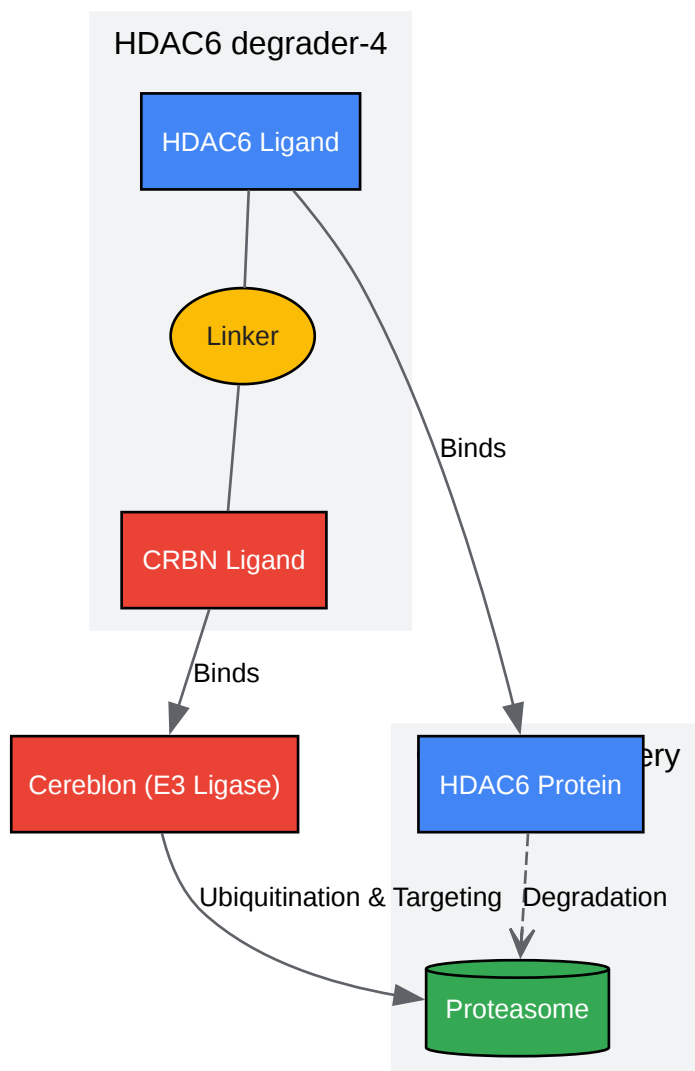 HDAC6 degrader-4
HDAC6 Ligand
Linker
Binds
CRBN Ligand
Binds
Cereblon (E3 Ligase)
HDAC6 Protein
Ubiquitination & Targeting
Degradation
Proteasome